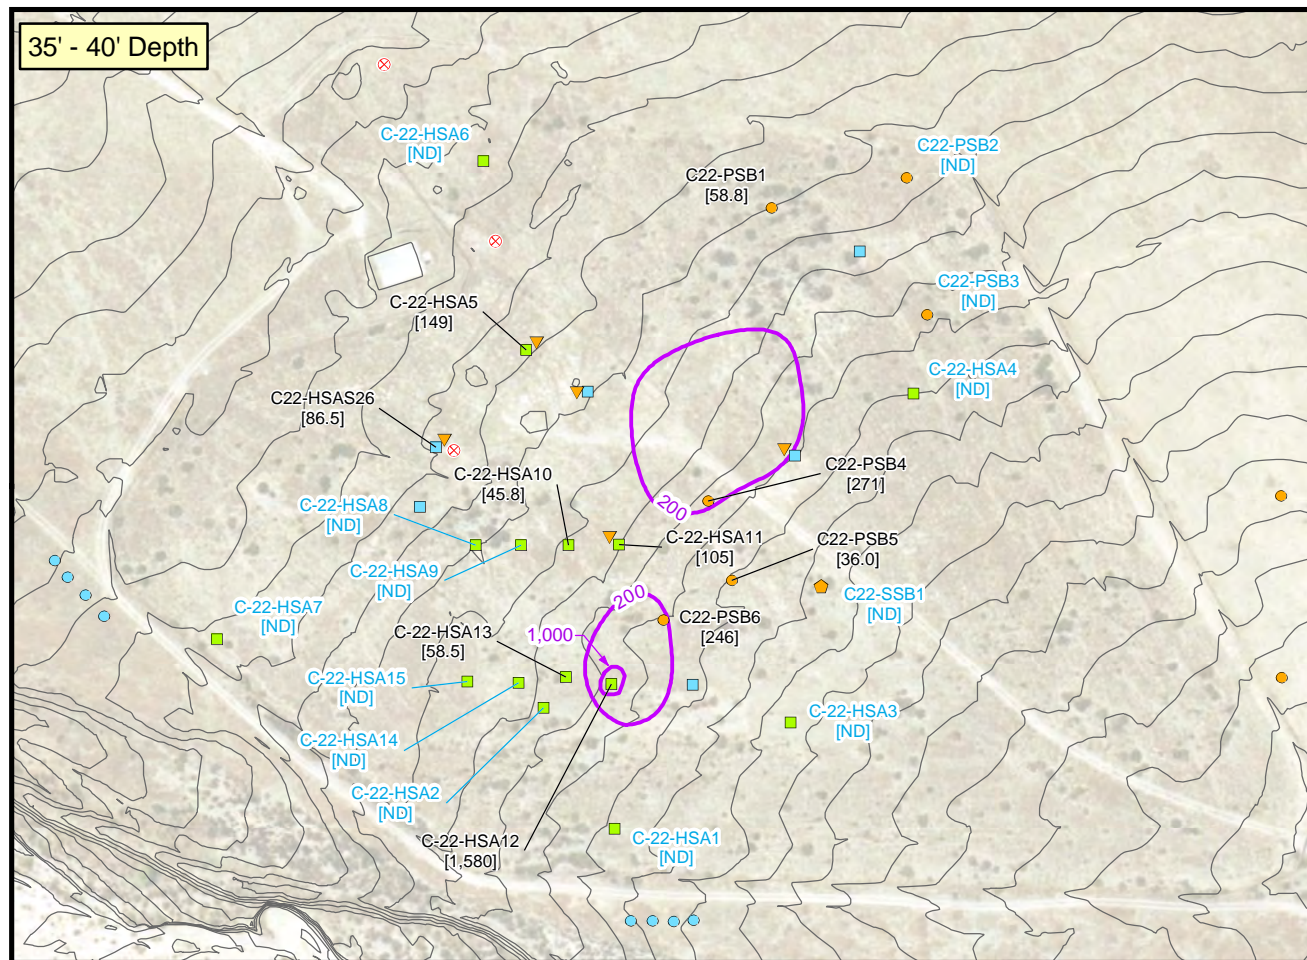 35' - 40' Depth
C-22-HSA6
[ND]
C22-PSB2
[ND]
C22-PSB1
[58.8]
C22-PSB3
[ND]
C-22-HSA5
[149]
C-22-HSA4
[ND]
C22-HSAS26
[86.5]
C-22-HSA10
[45.8]
C22-PSB4
[271]
C-22-HSA8
[ND]
200
C-22-HSA11
[105]
C22-PSB5
[36.0]
C-22-HSA9
[ND]
C22-SSB1
[ND]
200
C-22-HSA7
[ND]
C22-PSB6
[246]
C-22-HSA13
[58.5]
1,000
C-22-HSA15
[ND]
C-22-HSA3
[ND]
C-22-HSA14
[ND]
C-22-HSA2
[ND]
C-22-HSA12
[1,580]
C-22-HSA1
[ND]